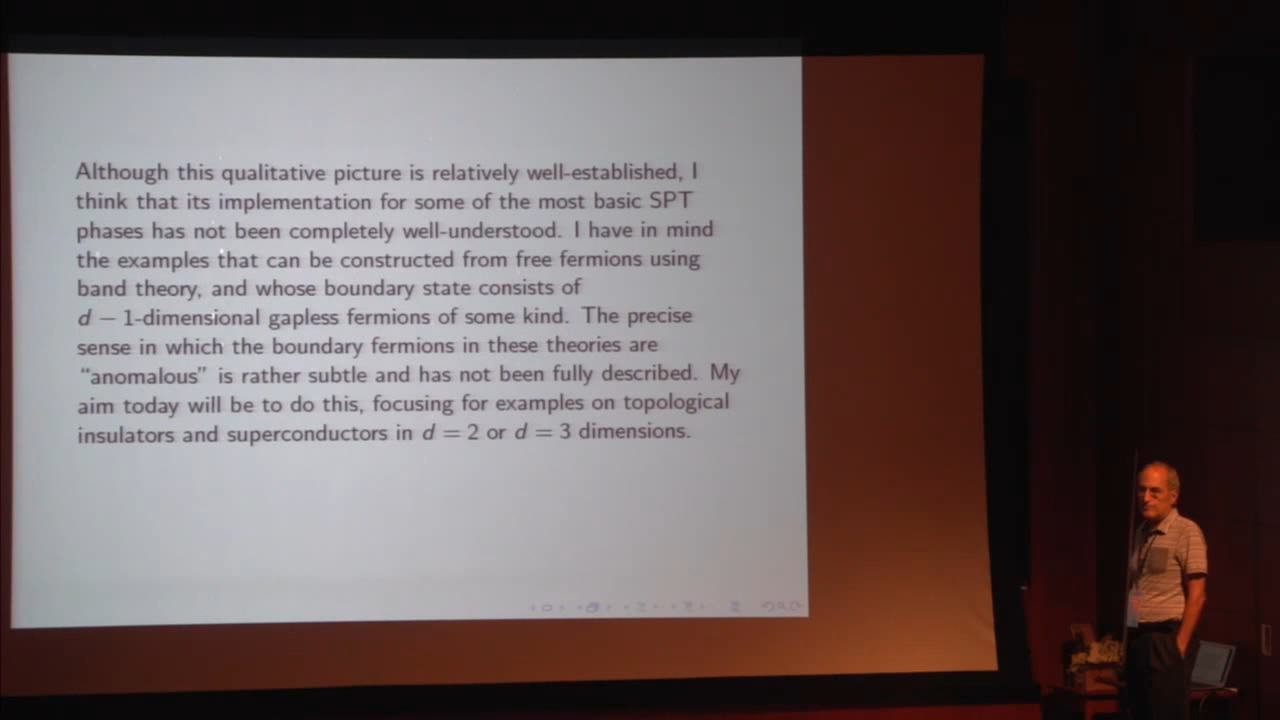 Although this qualitative picture is relatively well-established, I
think that its implementation for some of the most basic SPT
phases has not been completely well-understood. I have in mind
the examples that can be constructed from free fermions using
band theory, and whose boundary state consists of
d − 1-dimensional gapless fermions of some kind. The precise
sense in which the boundary fermions in these theories are
“anomalous” is rather subtle and has not been fully described. My
aim today will be to do this, focusing for examples on topological
insulators and superconductors in d = 2 or d = 3 dimensions.